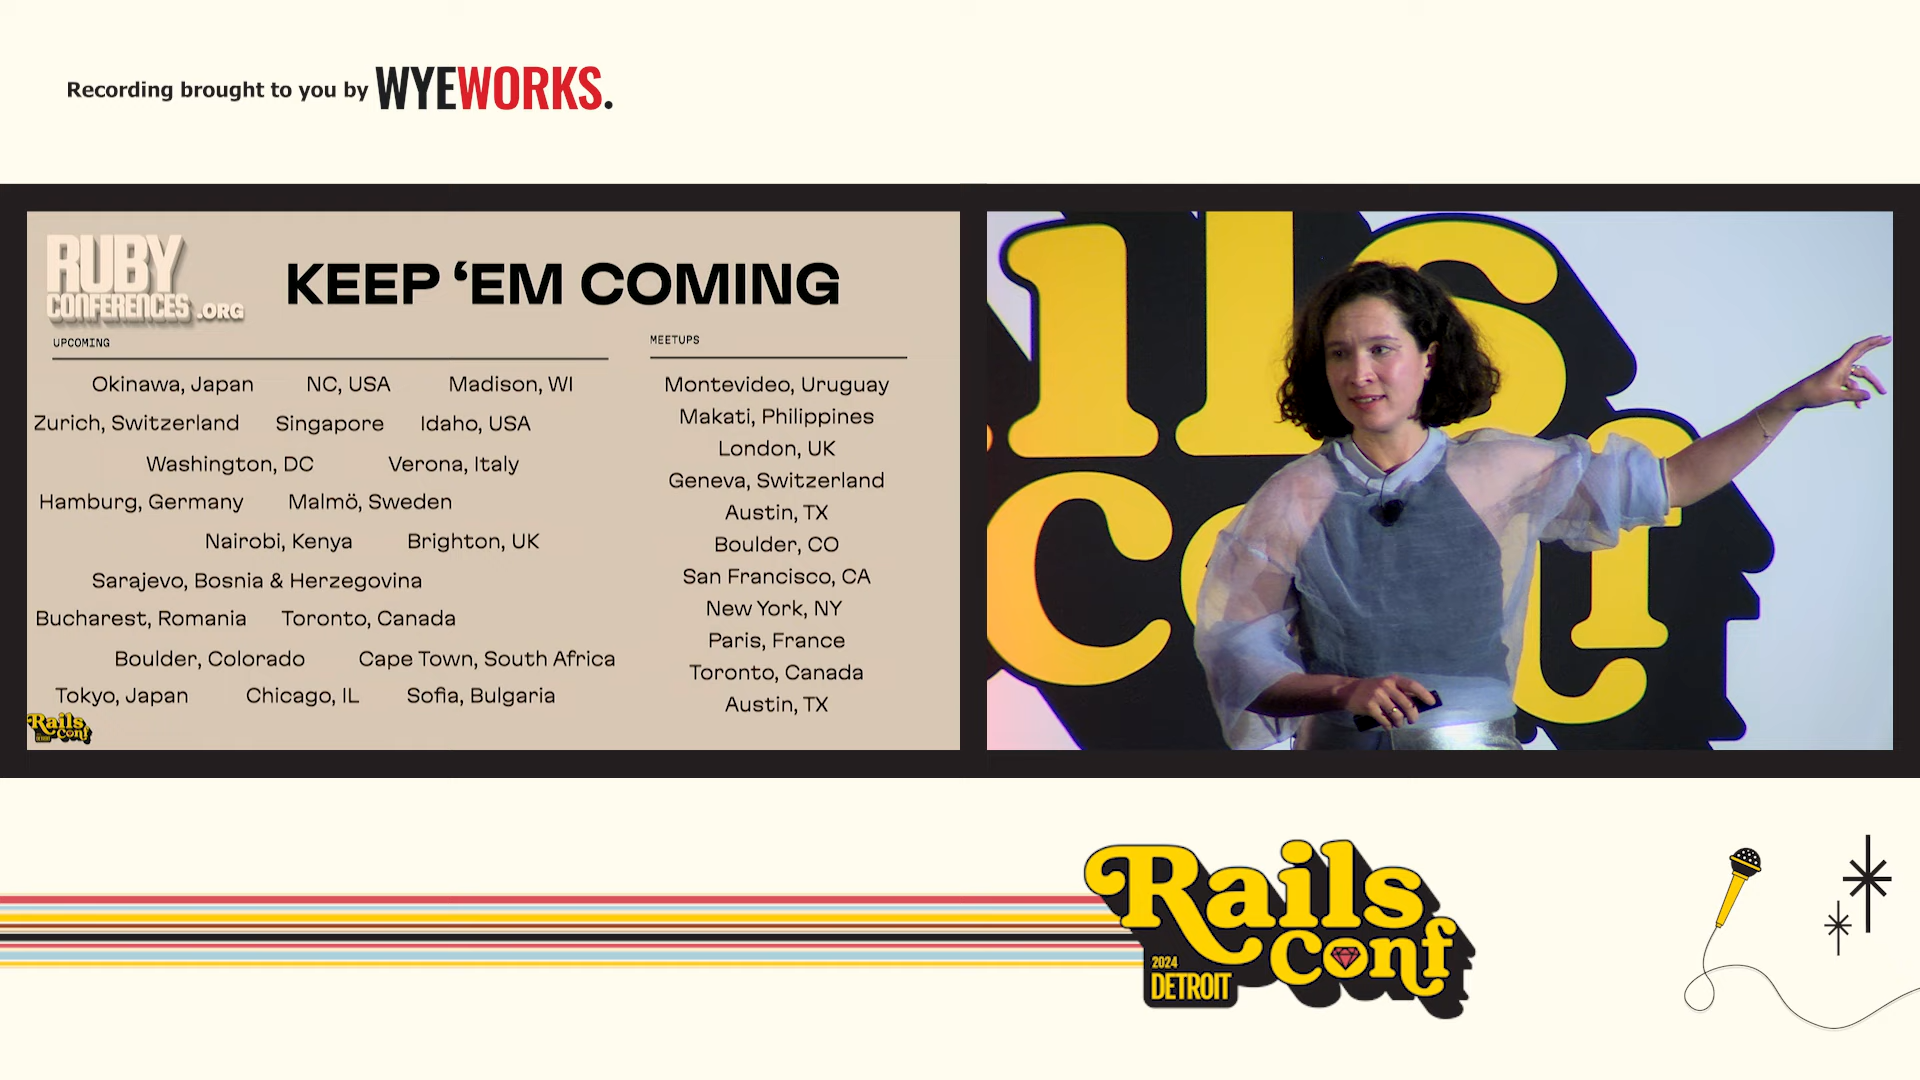 Recording brought to you by WYEWORKS.
RUBY
CONFERENCES.ORG
KEEP ‘EM COMING
UPCOMING
Okinawa, Japan NC, USA Madison, WI
Zurich, Switzerland Singapore Idaho, USA
Washington, DC Verona, Italy
Hamburg, Germany Malmö, Sweden
Nairobi, Kenya Brighton, UK
Sarajevo, Bosnia & Herzegovina
Bucharest, Romania Toronto, Canada
Boulder, Colorado Cape Town, South Africa
Tokyo, Japan Chicago, IL Sofia, Bulgaria
MEETUPS
Montevideo, Uruguay
Makati, Philippines
London, UK
Geneva, Switzerland
Austin, TX
Boulder, CO
San Francisco, CA
New York, NY
Paris, France
Toronto, Canada
Austin, TX
Rails
Conf
ils
Rails
Conf
2024
DETROIT